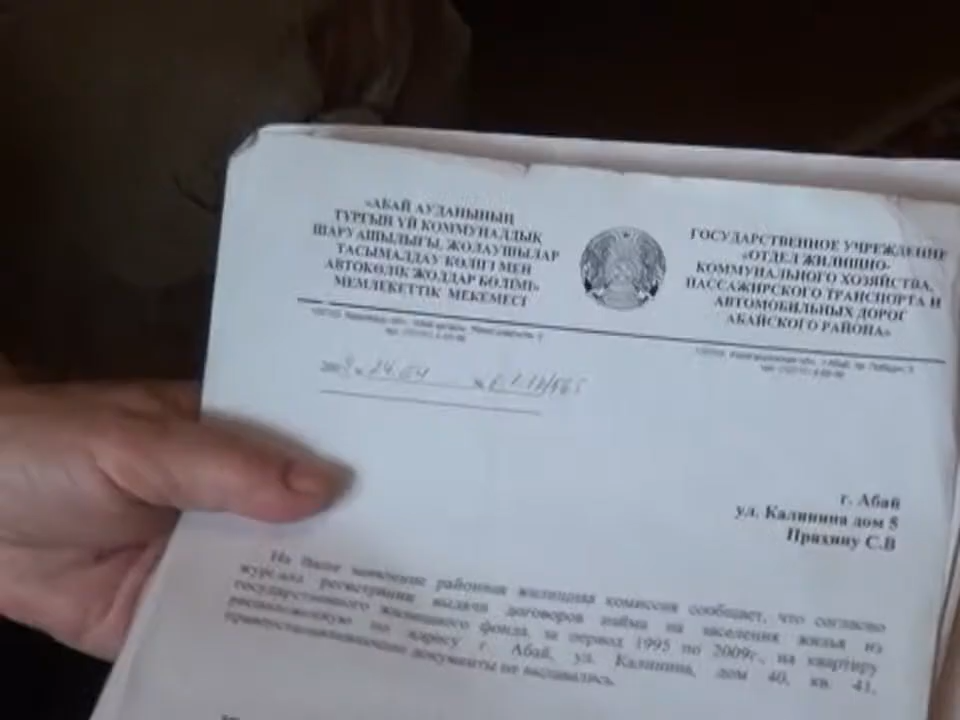 «АБАЙ АУДАНЫНЫҢ
ТҰРҒЫН ҮЙ КОММУНАЛДЫҚ
ШАРУАШЫЛЫҒЫ, ЖОЛАУШЫЛАР
ТАСЫМАЛДАУ КӨЛІГІ МЕН
АВТОКӨЛІК ЖОЛДАР БӨЛІМІ»
МЕМЛЕКЕТТІК МЕКЕМЕСІ
ГОСУДАРСТВЕННОЕ УЧРЕЖДЕНИЕ
«ОТДЕЛ ЖИЛИЩНО-
КОММУНАЛЬНОГО ХОЗЯЙСТВА,
ПАССАЖИРСКОГО ТРАНСПОРТА И
АВТОМОБИЛЬНЫХ ДОРОГ
АБАЙСКОГО РАЙОНА»
г. Абай
ул. Калинина дом 5
Пряхину С.В
На Ваше заявление районная жилищная комиссия сообщает, что согласно
журнала регистрации выдачи договоров найма на заселения жилья из
государственного жилищного фонда, за период 1995 по 2009г., на квартиру
расположенную по адресу г. Абай, ул. Калинина, дом 40, кв. 41,
правоустанавливающие документы не выдавались.